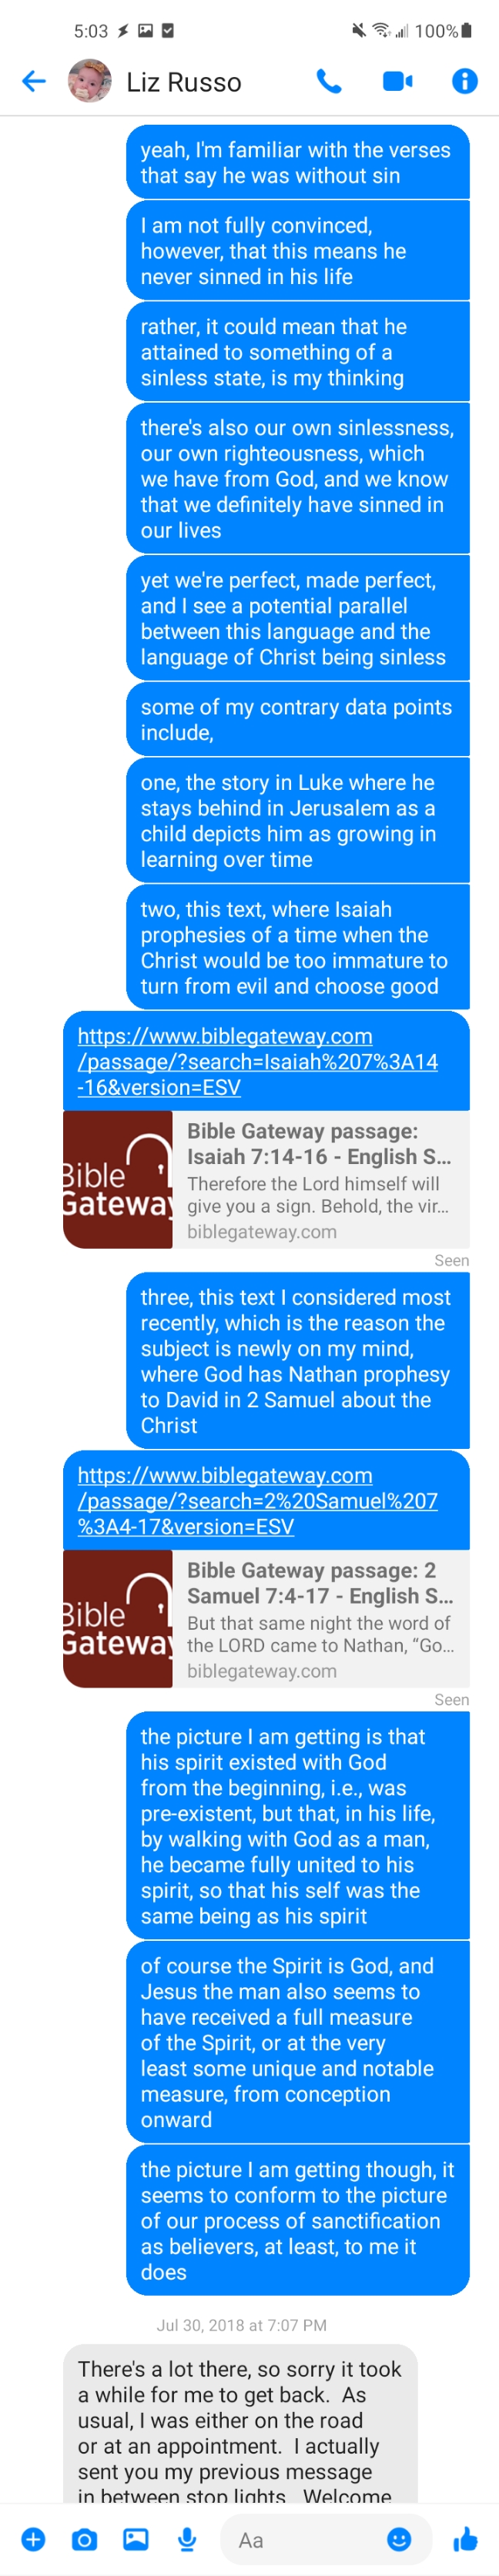 5:03
100%
Liz Russo
yeah, I'm familiar with the verses
that say he was without sin
I am not fully convinced,
however, that this means he
never sinned in his life
rather, it could mean that he
attained to something of a
sinless state, is my thinking
there's also our own sinlessness,
our own righteousness, which
we have from God, and we know
that we definitely have sinned in
our lives
yet we're perfect, made perfect,
and I see a potential parallel
between this language and the
language of Christ being sinless
some of my contrary data points
include,
one, the story in Luke where he
stays behind in Jerusalem as a
child depicts him as growing in
learning over time
two, this text, where Isaiah
prophesies of a time when the
Christ would be too immature to
turn from evil and choose good
https://www.biblegateway.com
/passage/?search=Isaiah%207%3A14
-16&version=ESV
Bible
Gateway
Bible Gateway passage:
Isaiah 7:14-16 - English S...
Therefore the Lord himself will
give you a sign. Behold, the vir...
biblegateway.com
Seen
three, this text I considered most
recently, which is the reason the
subject is newly on my mind,
where God has Nathan prophesy
to David in 2 Samuel about the
Christ
https://www.biblegateway.com
/passage/?search=2%20Samuel%207
%3A4-17&version=ESV
Bible
Gateway
Bible Gateway passage: 2
Samuel 7:4-17 - English S...
But that same night the word of
the LORD came to Nathan, “Go...
biblegateway.com
Seen
the picture I am getting is that
his spirit existed with God
from the beginning, i.e., was
pre-existent, but that, in his life,
by walking with God as a man,
he became fully united to his
spirit, so that his self was the
same being as his spirit
of course the Spirit is God, and
Jesus the man also seems to
have received a full measure
of the Spirit, or at the very
least some unique and notable
measure, from conception
onward
the picture I am getting though, it
seems to conform to the picture
of our process of sanctification
as believers, at least, to me it
does
Jul 30, 2018 at 7:07 PM
There's a lot there, so sorry it took
a while for me to get back.  As
usual, I was either on the road
or at an appointment.  I actually
sent you my previous message
in between stop lights.  Welcome
Aa